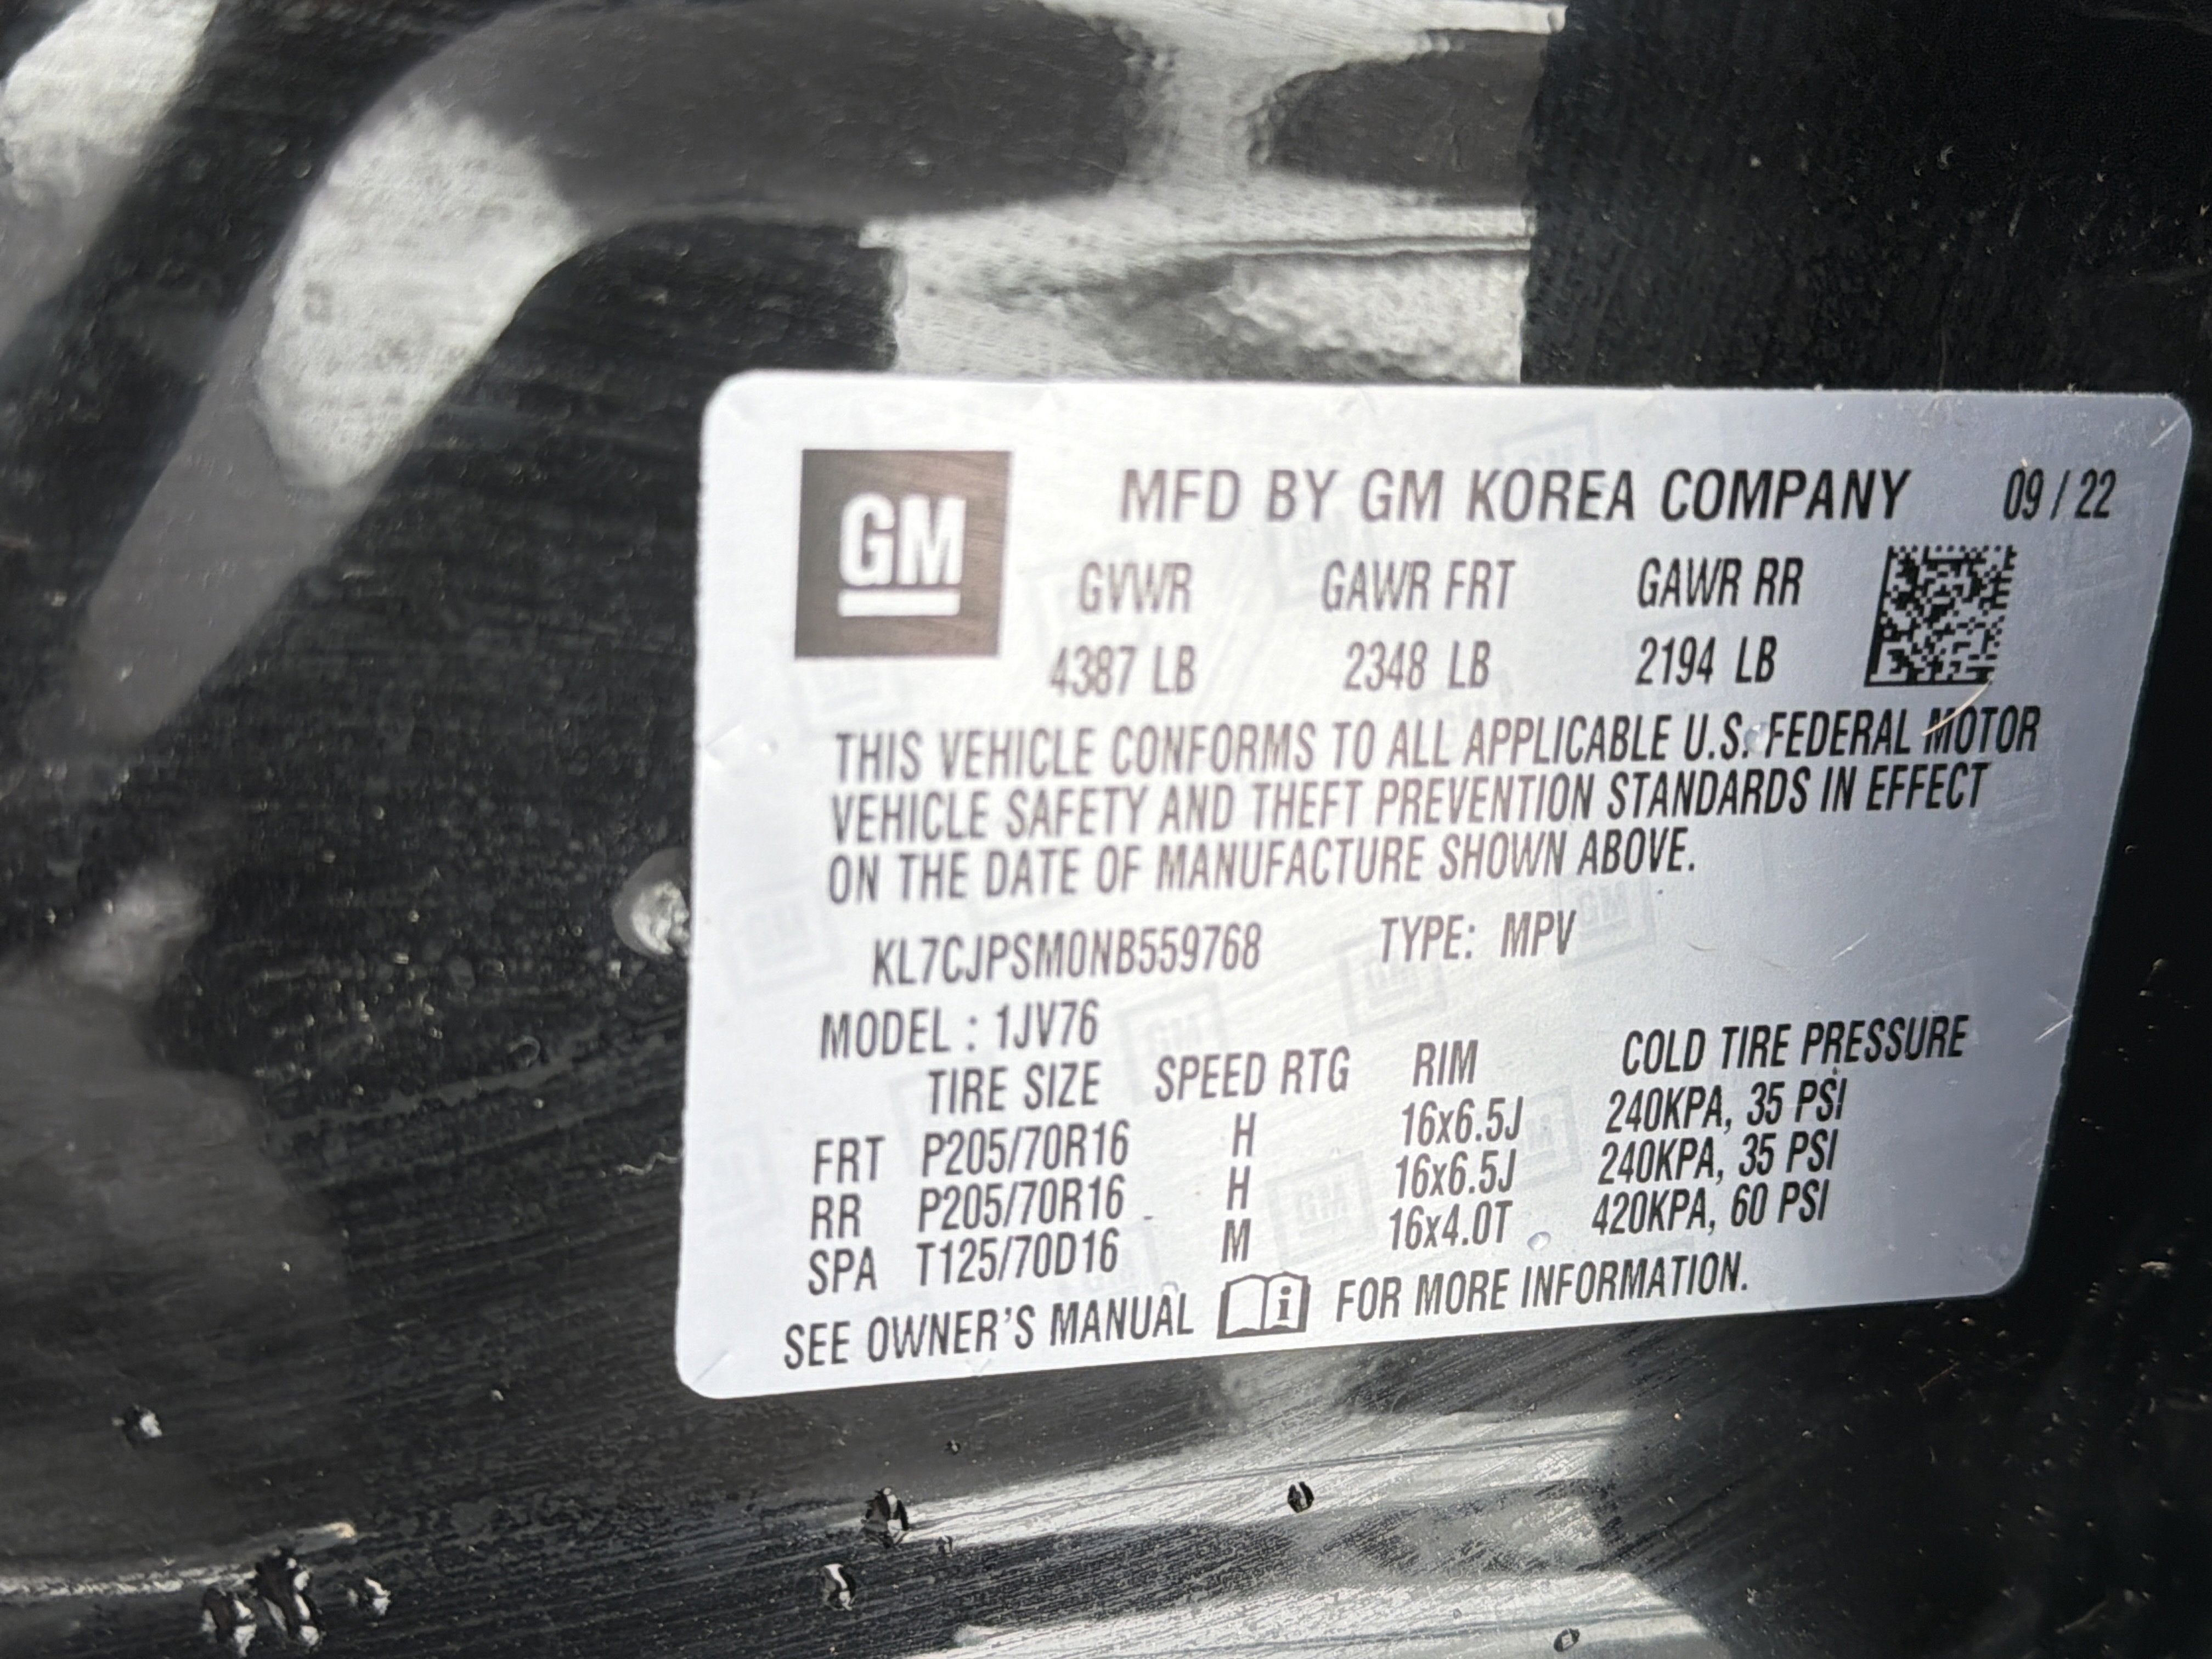 GM
MFD BY GM KOREA COMPANY 09 / 22
GVWR GAWR FRT GAWR RR
4387 LB 2348 LB 2194 LB
THIS VEHICLE CONFORMS TO ALL APPLICABLE U.S. FEDERAL MOTOR
VEHICLE SAFETY AND THEFT PREVENTION STANDARDS IN EFFECT
ON THE DATE OF MANUFACTURE SHOWN ABOVE.
KL7CJPSM0NB559768 TYPE: MPV
MODEL : 1JV76
TIRE SIZE SPEED RTG RIM COLD TIRE PRESSURE
FRT P205/70R16 H 16x6.5J 240KPA, 35 PSI
RR P205/70R16 H 16x6.5J 240KPA, 35 PSI
SPA T125/70D16 M 16x4.0T 420KPA, 60 PSI
SEE OWNER'S MANUAL i FOR MORE INFORMATION.